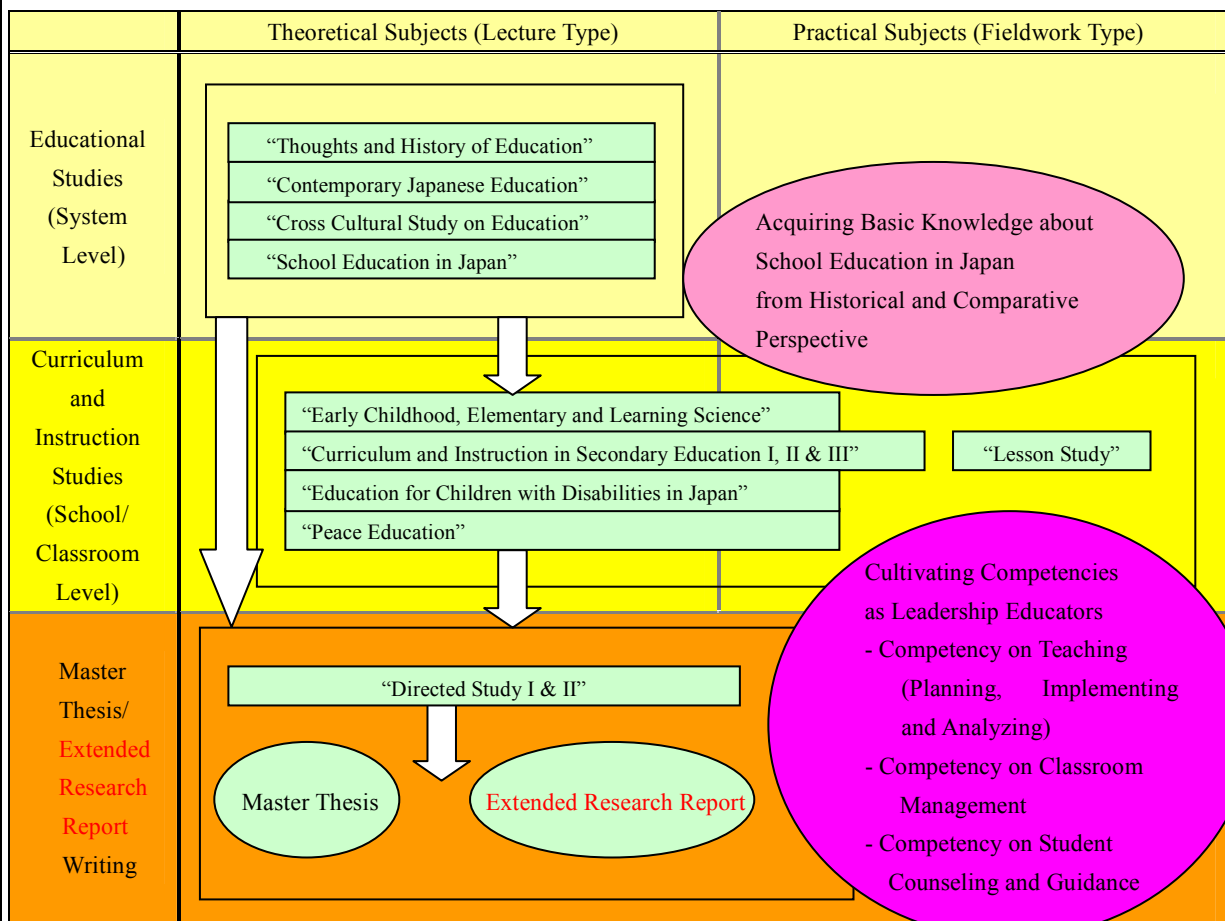 Theoretical Subjects (Lecture Type)
Practical Subjects (Fieldwork Type)
Educational
Studies
(System
Level)
“Thoughts and History of Education”
“Contemporary Japanese Education”
“Cross Cultural Study on Education”
“School Education in Japan”
Acquiring Basic Knowledge about
School Education in Japan
from Historical and Comparative
Perspective
Curriculum
and
Instruction
Studies
(School/
Classroom
Level)
“Early Childhood, Elementary and Learning Science”
“Curriculum and Instruction in Secondary Education I, II & III”
“Education for Children with Disabilities in Japan”
“Peace Education”
“Lesson Study”
Cultivating Competencies
as Leadership Educators
- Competency on Teaching
(Planning, Implementing
and Analyzing)
- Competency on Classroom
Management
- Competency on Student
Counseling and Guidance
Master
Thesis/
Extended
Research
Report
Writing
“Directed Study I & II”
Master Thesis
Extended Research Report